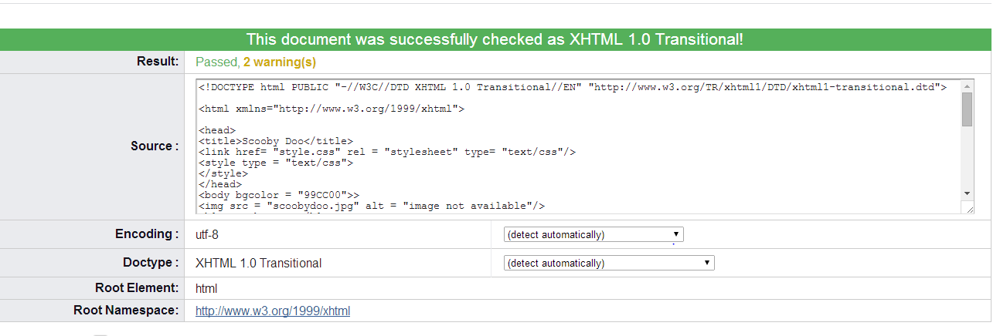 This document was successfully checked as XHTML 1.0 Transitional!
Result: Passed, 2 warning(s)
Source :
<!DOCTYPE html PUBLIC "-//W3C//DTD XHTML 1.0 Transitional//EN" "http://www.w3.org/TR/xhtml1/DTD/xhtml1-transitional.dtd">
<html xmlns="http://www.w3.org/1999/xhtml">
<head>
<title>Scooby Doo</title>
<link href= "style.css" rel = "stylesheet" type= "text/css"/>
<style type = "text/css">
</style>
</head>
<body bgcolor = "99CC00">>
<img src = "scoobydoo.jpg" alt = "image not available"/>
Encoding : utf-8 (detect automatically)
Doctype : XHTML 1.0 Transitional (detect automatically)
Root Element: html
Root Namespace: http://www.w3.org/1999/xhtml